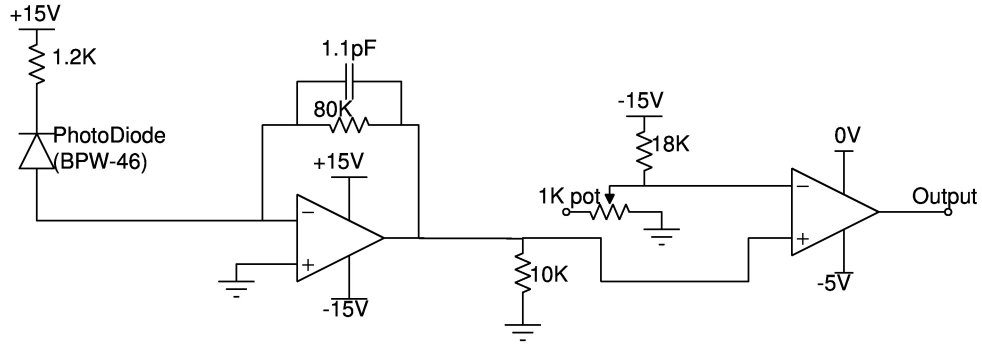 +15V
1.2K
PhotoDiode
(BPW-46)
1.1pF
80K
+15V
−
+
-15V
10K
-15V
18K
1K pot
0V
−
+
-5V
Output